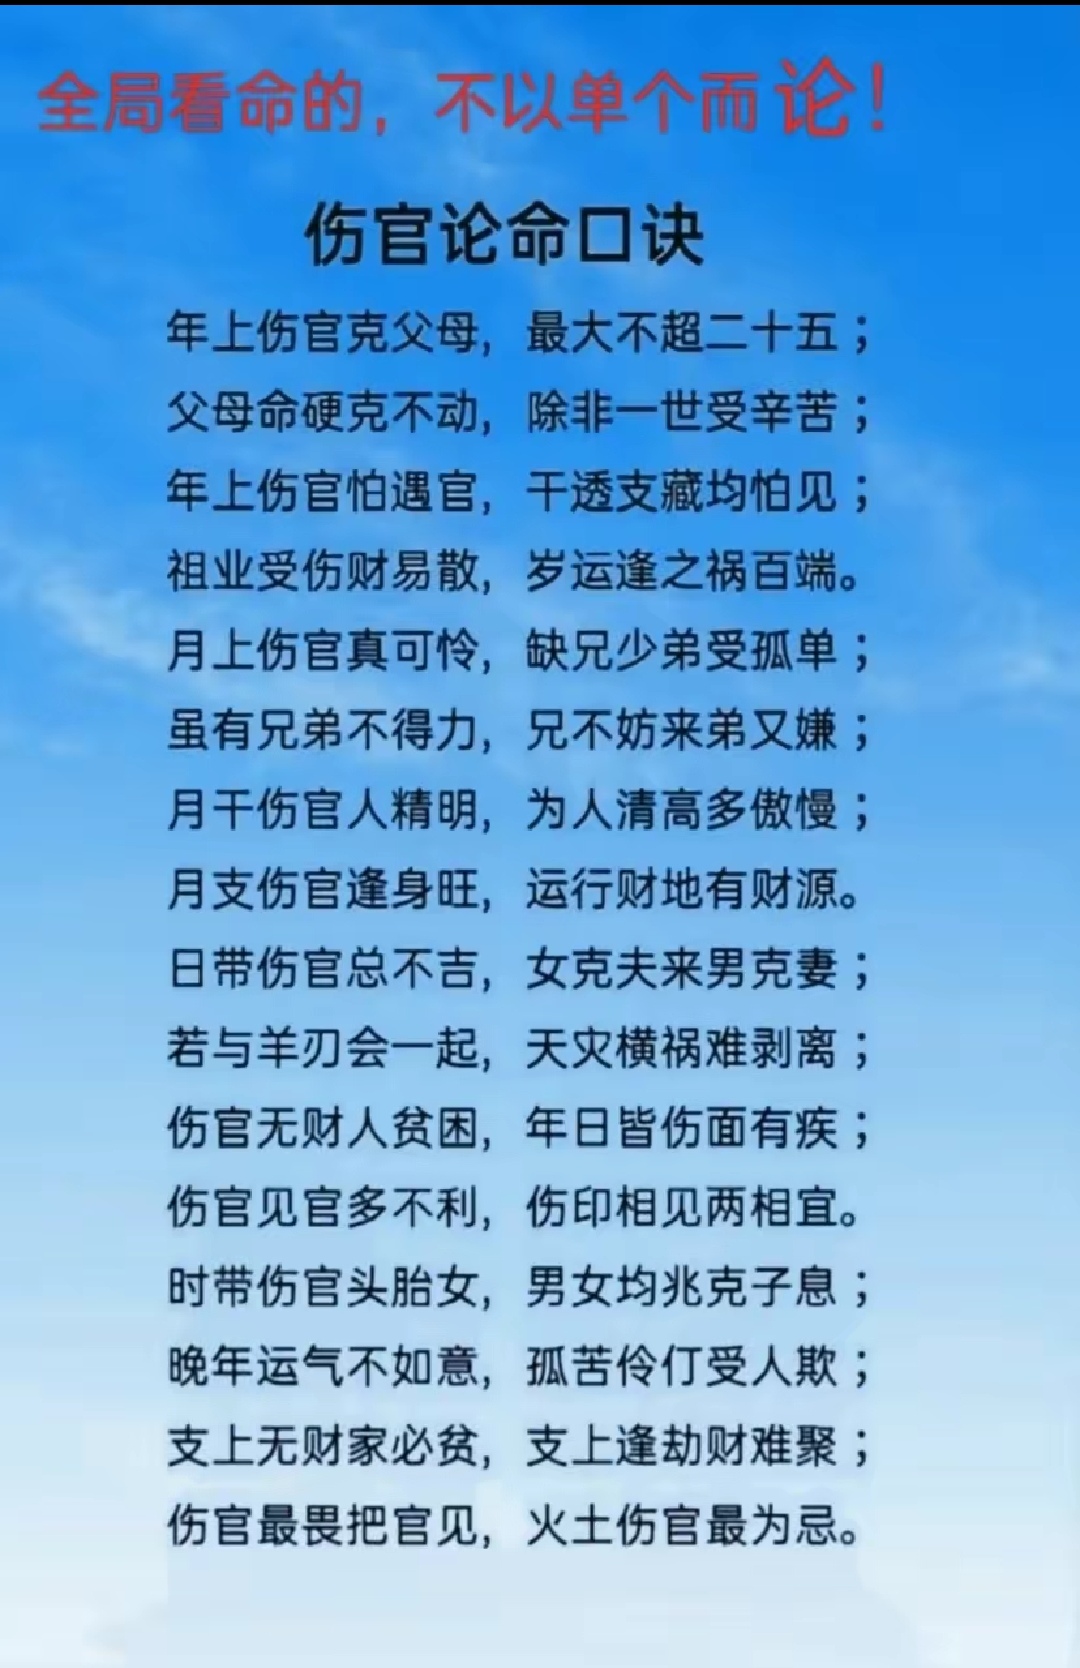 全局看命的，不以单个而论！
伤官论命口诀
年上伤官克父母，最大不超二十五；
父母命硬克不动，除非一世受辛苦；
年上伤官怕遇官，干透支藏均怕见；
祖业受伤财易散，岁运逢之祸百端。
月上伤官真可怜，缺兄少弟受孤单；
虽有兄弟不得力，兄不妨来弟又嫌；
月干伤官人精明，为人清高多傲慢；
月支伤官逢身旺，运行财地有财源。
日带伤官总不吉，女克夫来男克妻；
若与羊刃会一起，天灾横祸难剥离；
伤官无财人贫困，年日皆伤面有疾；
伤官见官多不利，伤印相见两相宜。
时带伤官头胎女，男女均兆克子息；
晚年运气不如意，孤苦伶仃受人欺；
支上无财家必贫，支上逢劫财难聚；
伤官最畏把官见，火土伤官最为忌。